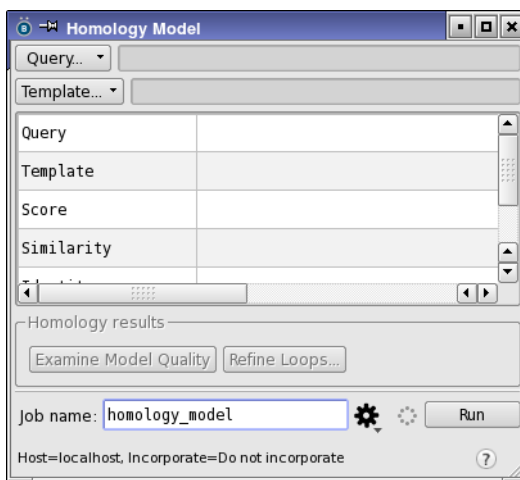 Homology Model
Query...
Template...
Query
Template
Score
Similarity
Homology results
Examine Model Quality Refine Loops...
Job name: homology_model Run
Host=localhost, Incorporate=Do not incorporate ?